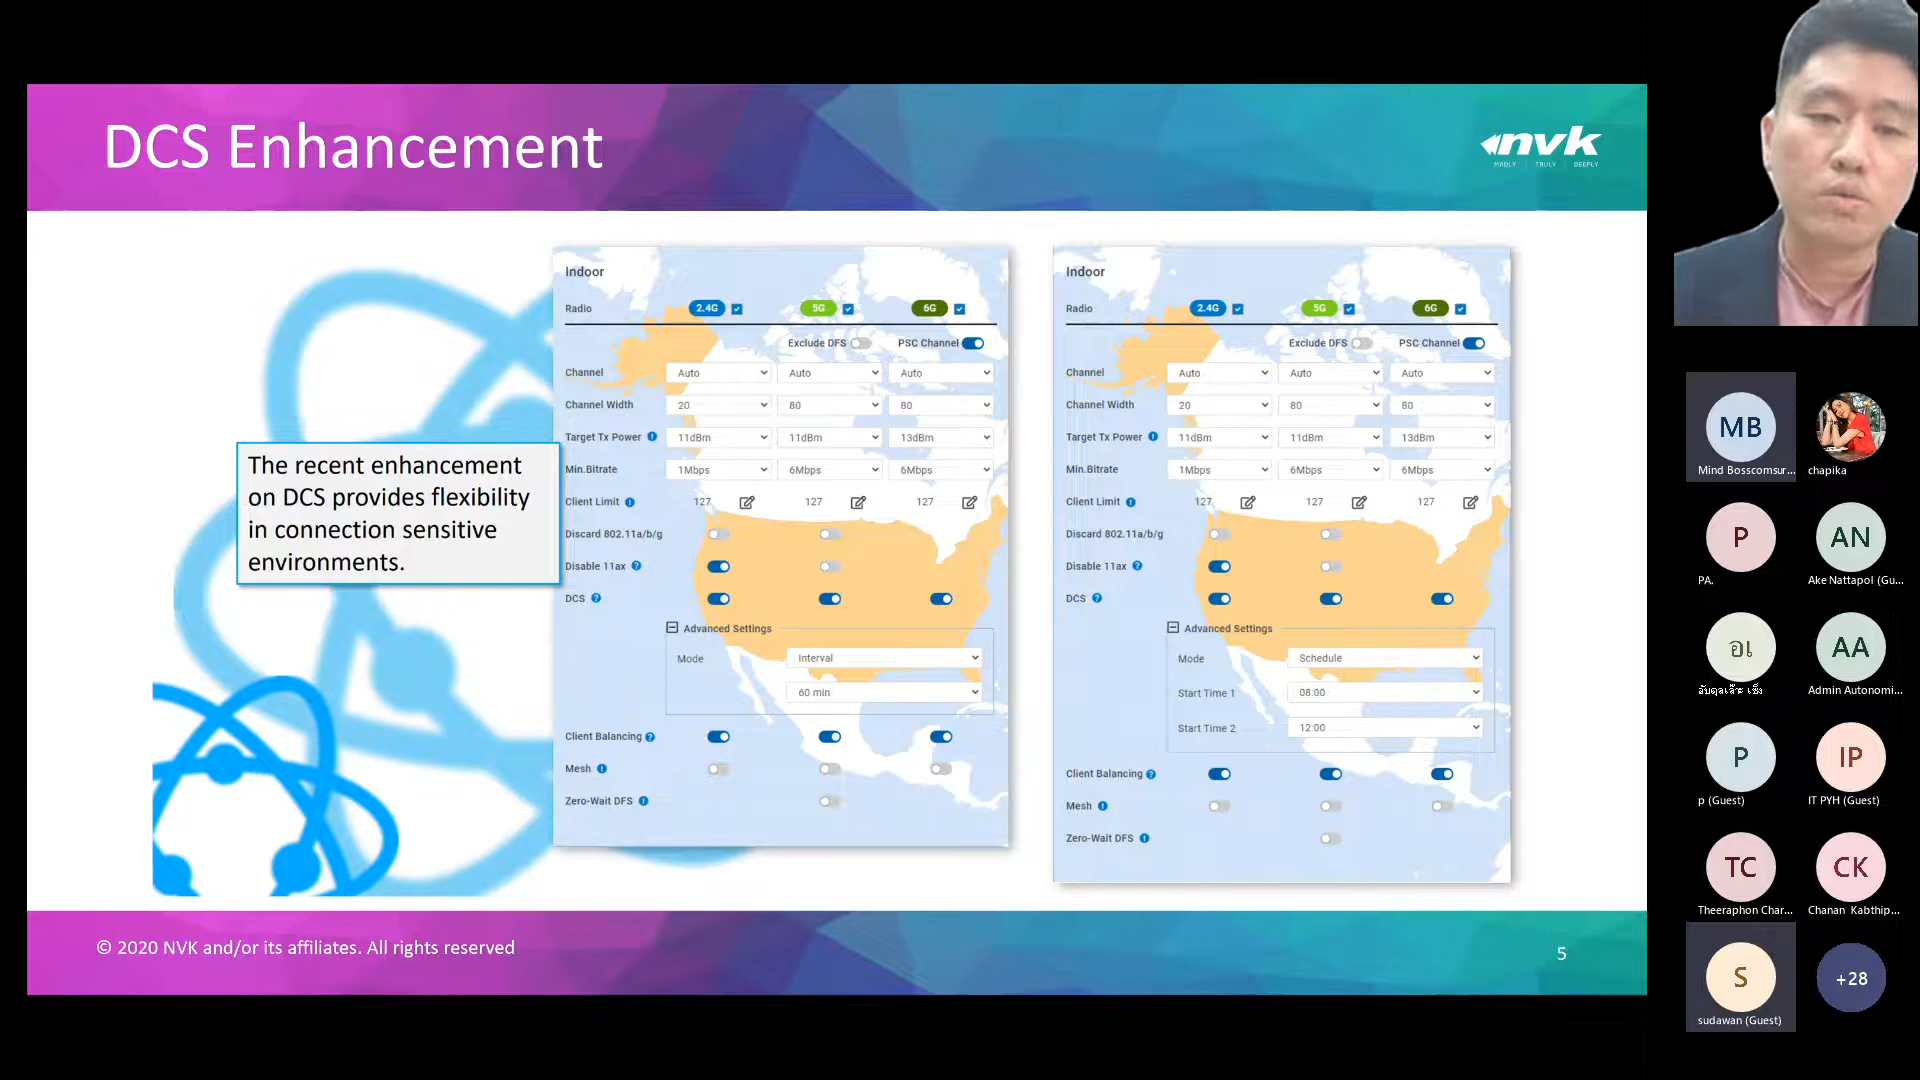 DCS Enhancement
nvk
MADLY | TRULY | DEEPLY
The recent enhancement
on DCS provides flexibility
in connection sensitive
environments.
Indoor
Radio 2.4G 5G 6G
Exclude DFS PSC Channel
Channel Auto Auto Auto
Channel Width 20 80 80
Target Tx Power 11dBm 11dBm 13dBm
Min.Bitrate 1Mbps 6Mbps 6Mbps
Client Limit 127 127 127
Discard 802.11a/b/g
Disable 11ax
DCS
Advanced Settings
Mode Interval
60 min
Client Balancing
Mesh
Zero-Wait DFS
Indoor
Radio 2.4G 5G 6G
Exclude DFS PSC Channel
Channel Auto Auto Auto
Channel Width 20 80 80
Target Tx Power 11dBm 11dBm 13dBm
Min.Bitrate 1Mbps 6Mbps 6Mbps
Client Limit 127 127 127
Discard 802.11a/b/g
Disable 11ax
DCS
Advanced Settings
Mode Schedule
Start Time 1 08:00
Start Time 2 12:00
Client Balancing
Mesh
Zero-Wait DFS
© 2020 NVK and/or its affiliates. All rights reserved
5
MB
Mind Bosscomsur... chapika
P AN
PA. Ake Nattapol (Gu...
อเ AA
Admin Autonomi...
P IP
p (Guest) IT PYH (Guest)
TC CK
Theeraphon Char... Chanan Kabthip...
S +28
sudawan (Guest)